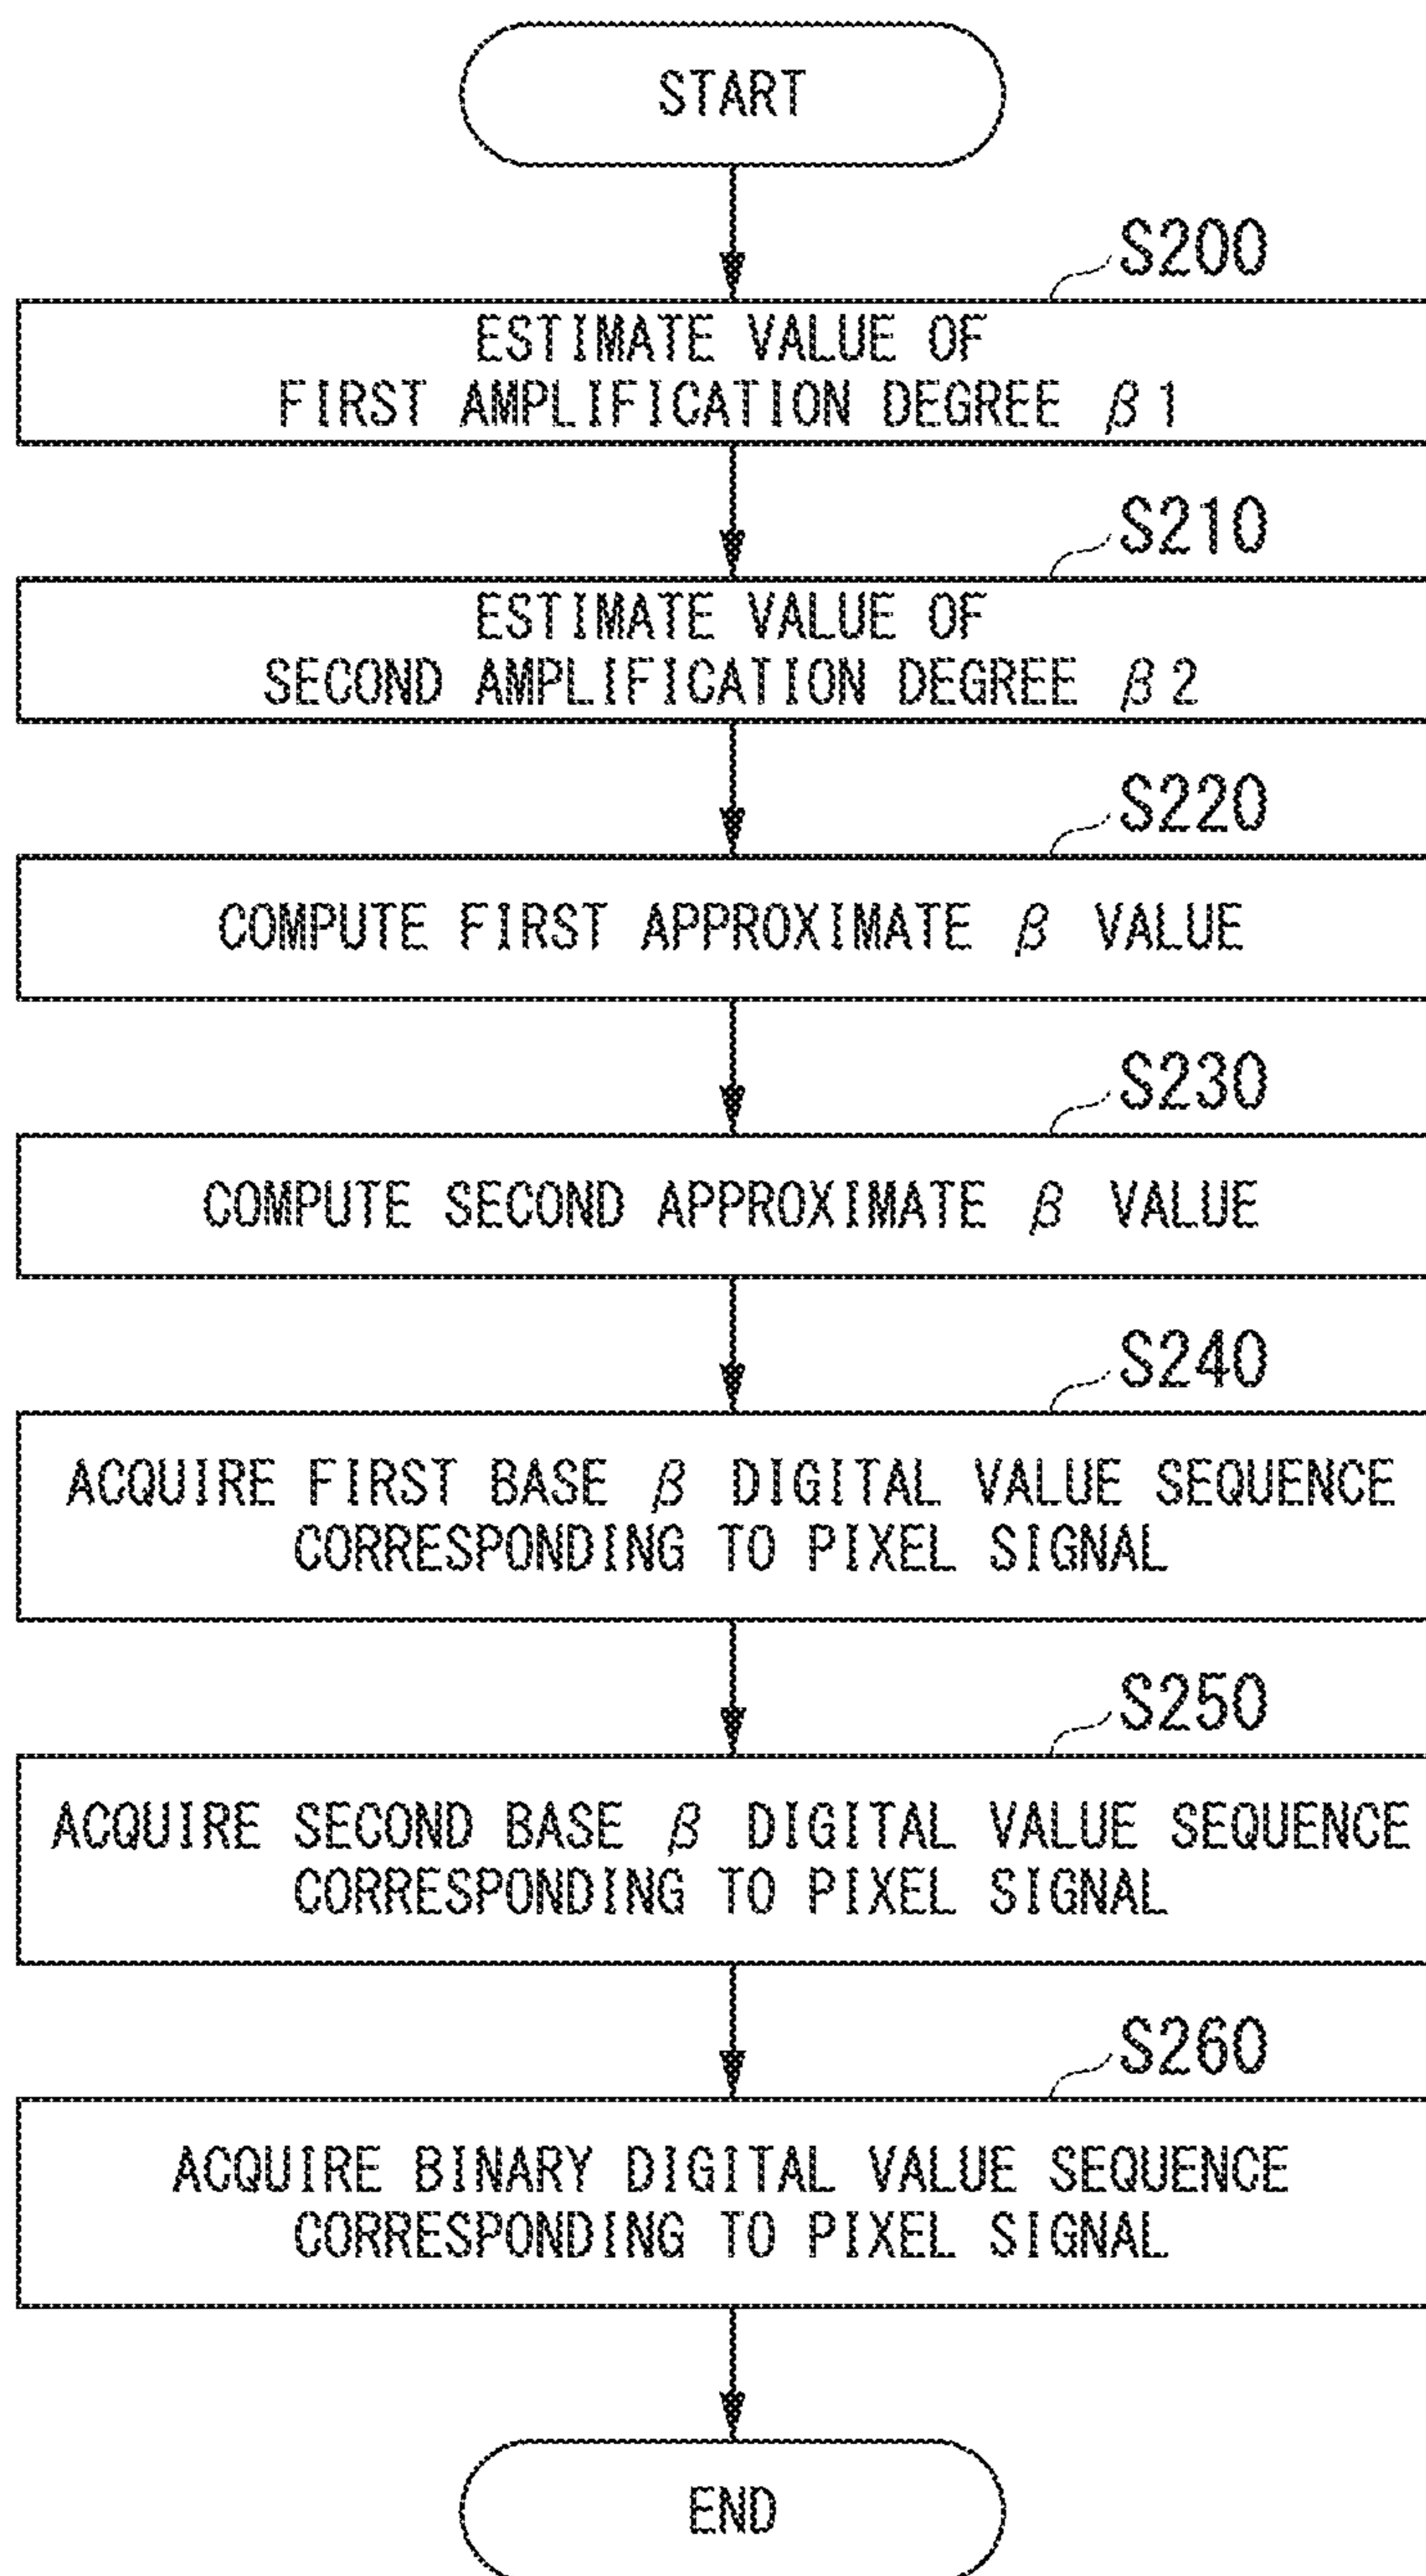 START
S200
ESTIMATE VALUE OF
FIRST AMPLIFICATION DEGREE β1
S210
ESTIMATE VALUE OF
SECOND AMPLIFICATION DEGREE β2
S220
COMPUTE FIRST APPROXIMATE β VALUE
S230
COMPUTE SECOND APPROXIMATE β VALUE
S240
ACQUIRE FIRST BASE β DIGITAL VALUE SEQUENCE
CORRESPONDING TO PIXEL SIGNAL
S250
ACQUIRE SECOND BASE β DIGITAL VALUE SEQUENCE
CORRESPONDING TO PIXEL SIGNAL
S260
ACQUIRE BINARY DIGITAL VALUE SEQUENCE
CORRESPONDING TO PIXEL SIGNAL
END